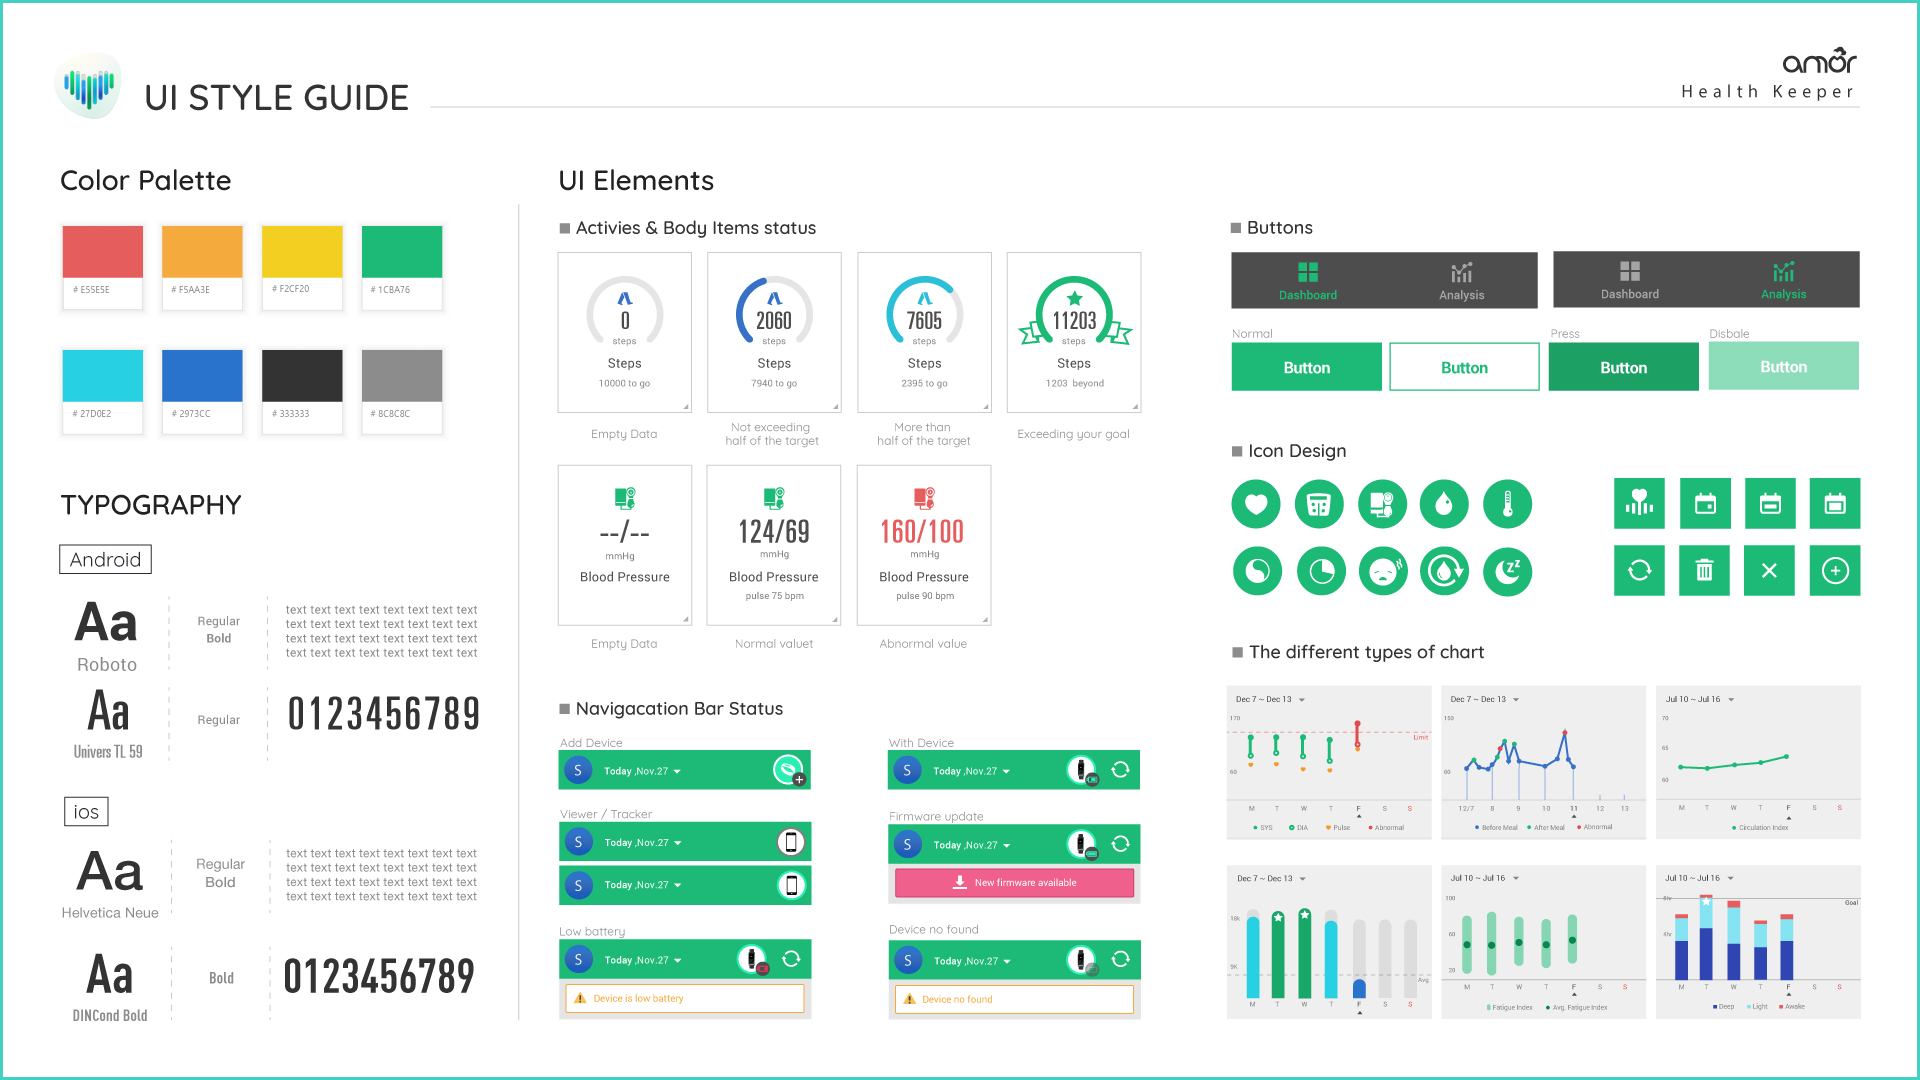 UI STYLE GUIDE
amor
Health Keeper
Color Palette
# E55E5E
# F5AA3E
# F2CF20
# 1CBA76
# 27D0E2
# 2973CC
# 333333
# 8C8C8C
TYPOGRAPHY
Android
Aa
Roboto
Regular
Bold
text text text text text text text text
text text text text text text text text
text text text text text text text text
text text text text text text text text
Aa
Univers TL 59
Regular
0123456789
ios
Aa
Helvetica Neue
Regular
Bold
text text text text text text text text
text text text text text text text text
text text text text text text text text
text text text text text text text text
Aa
DINCond Bold
Bold
0123456789
UI Elements
Activies & Body Items status
0
steps
Steps
10000 to go
Empty Data
2060
steps
Steps
7940 to go
Not exceeding
half of the target
7605
steps
Steps
2395 to go
More than
half of the target
11203
steps
Steps
1203 beyond
Exceeding your goal
--/--
mmHg
Blood Pressure
Empty Data
124/69
mmHg
Blood Pressure
pulse 75 bpm
Normal valuet
160/100
mmHg
Blood Pressure
pulse 90 bpm
Abnormal value
Navigacation Bar Status
Add Device
S Today ,Nov.27
Viewer / Tracker
S Today ,Nov.27
S Today ,Nov.27
Low battery
S Today ,Nov.27
Device is low battery
With Device
S Today ,Nov.27
Firmware update
S Today ,Nov.27
New firmware available
Device no found
S Today ,Nov.27
Device no found
Buttons
Dashboard Analysis
Dashboard Analysis
Normal
Button
Button
Press
Button
Disbale
Button
Icon Design
zz
The different types of chart
Dec 7 ~ Dec 13
170
Limit
60
M T W T F S S
SYS DIA Pulse Abnormal
Dec 7 ~ Dec 13
150
60
12/7 8 9 10 11 12 13
Before Meal After Meal Abnormal
Jul 10 ~ Jul 16
70
65
60
M T W T F S S
Circulation Index
Dec 7 ~ Dec 13
18k
9K
Avg
M T W T F S S
Jul 10 ~ Jul 16
100
60
20
M T W T F S S
Fatigue Index Avg. Fatigue Index
Jul 10 ~ Jul 16
8hr
Goal
4hr
M T W T F S S
Deep Light Awake